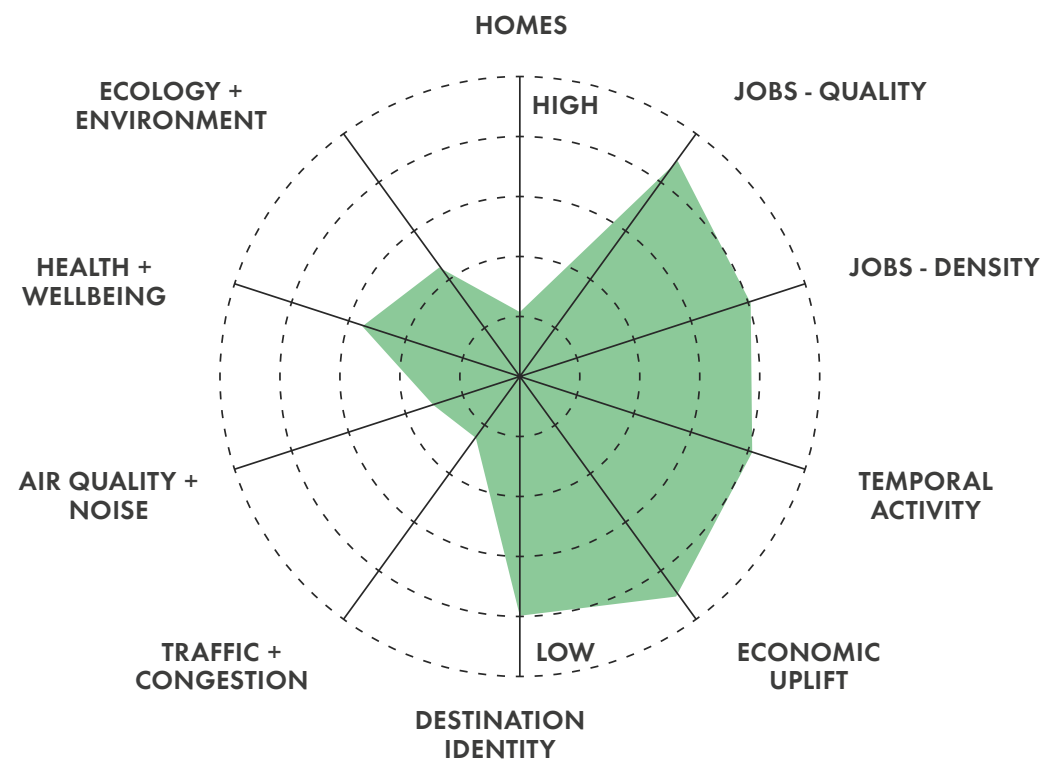 HOMES
ECOLOGY +
ENVIRONMENT
HIGH
JOBS - QUALITY
HEALTH +
WELLBEING
JOBS - DENSITY
AIR QUALITY +
NOISE
TEMPORAL
ACTIVITY
TRAFFIC +
CONGESTION
LOW
ECONOMIC
UPLIFT
DESTINATION
IDENTITY